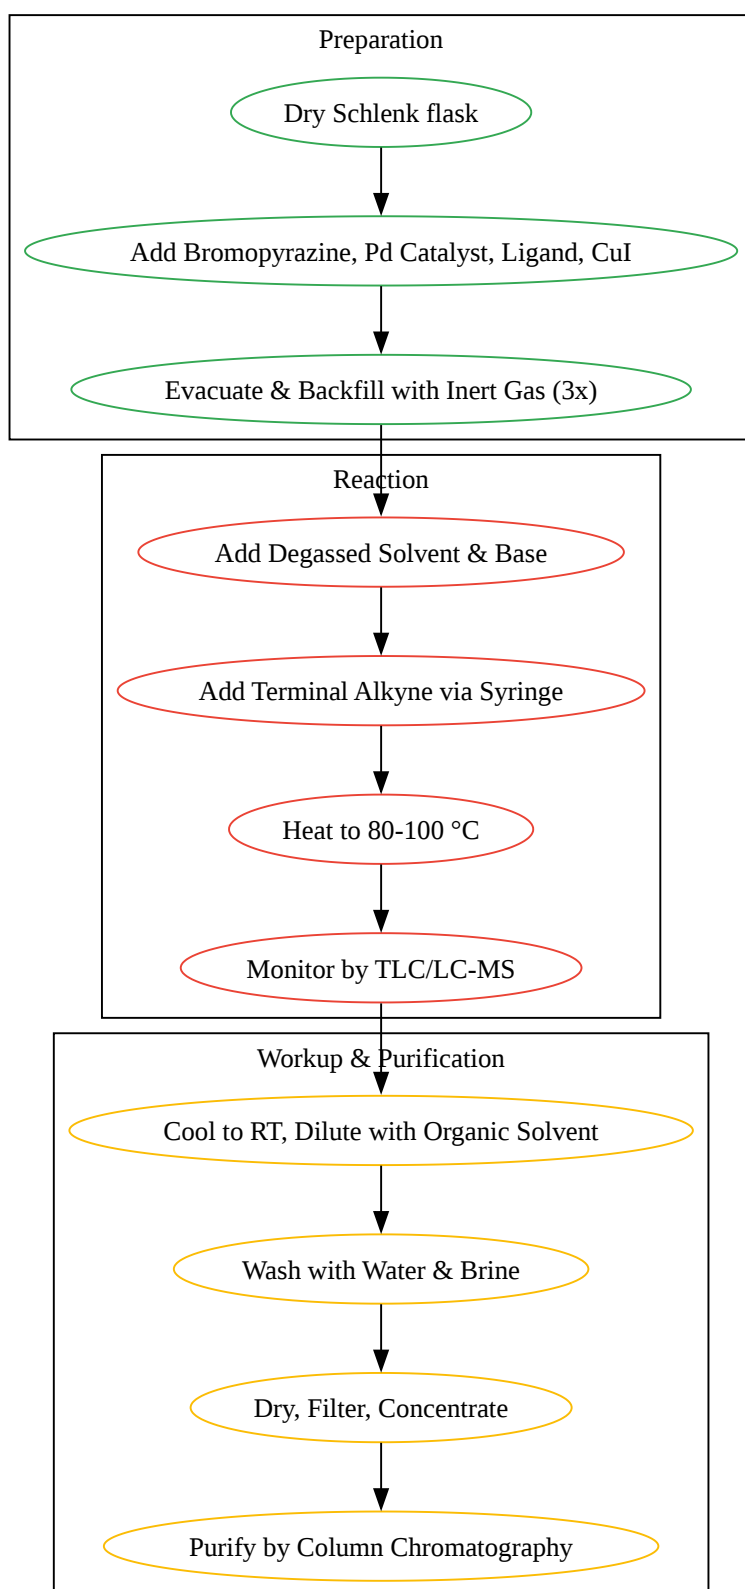 Preparation
Dry Schlenk flask
Add Bromopyrazine, Pd Catalyst, Ligand, CuI
Evacuate & Backfill with Inert Gas (3x)
Reaction
Add Degassed Solvent & Base
Add Terminal Alkyne via Syringe
Heat to 80-100 °C
Monitor by TLC/LC-MS
Workup & Purification
Cool to RT, Dilute with Organic Solvent
Wash with Water & Brine
Dry, Filter, Concentrate
Purify by Column Chromatography